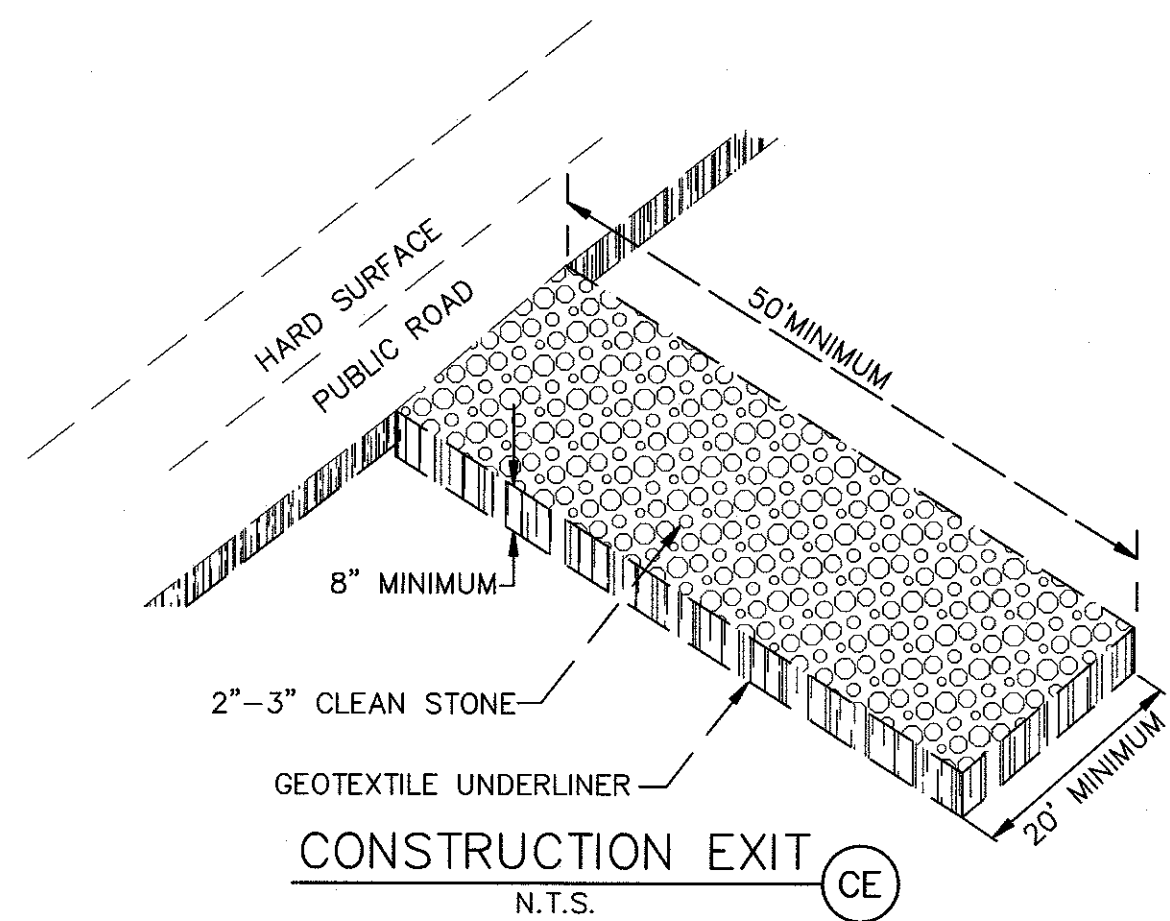 HARD SURFACE
PUBLIC ROAD
50'MINIMUM
8" MINIMUM
2"-3" CLEAN STONE
GEOTEXTILE UNDERLINER
20' MINIMUM
CONSTRUCTION EXIT
CE
N.T.S.